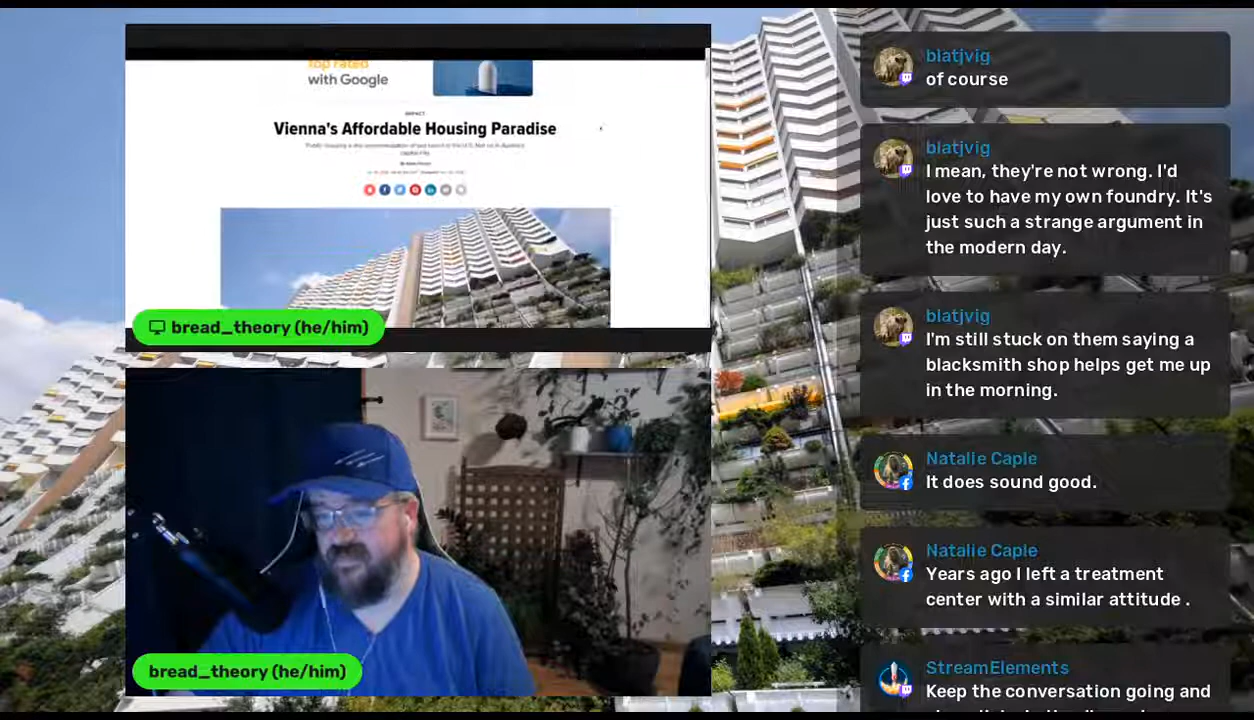 top rated
with Google
IMPACT
Vienna's Affordable Housing Paradise
bread_theory (he/him)
bread_theory (he/him)
blatjvig
of course
blatjvig
I mean, they're not wrong. I'd
love to have my own foundry. It's
just such a strange argument in
the modern day.
blatjvig
I'm still stuck on them saying a
blacksmith shop helps get me up
in the morning.
Natalie Caple
It does sound good.
Natalie Caple
Years ago I left a treatment
center with a similar attitude .
StreamElements
Keep the conversation going and